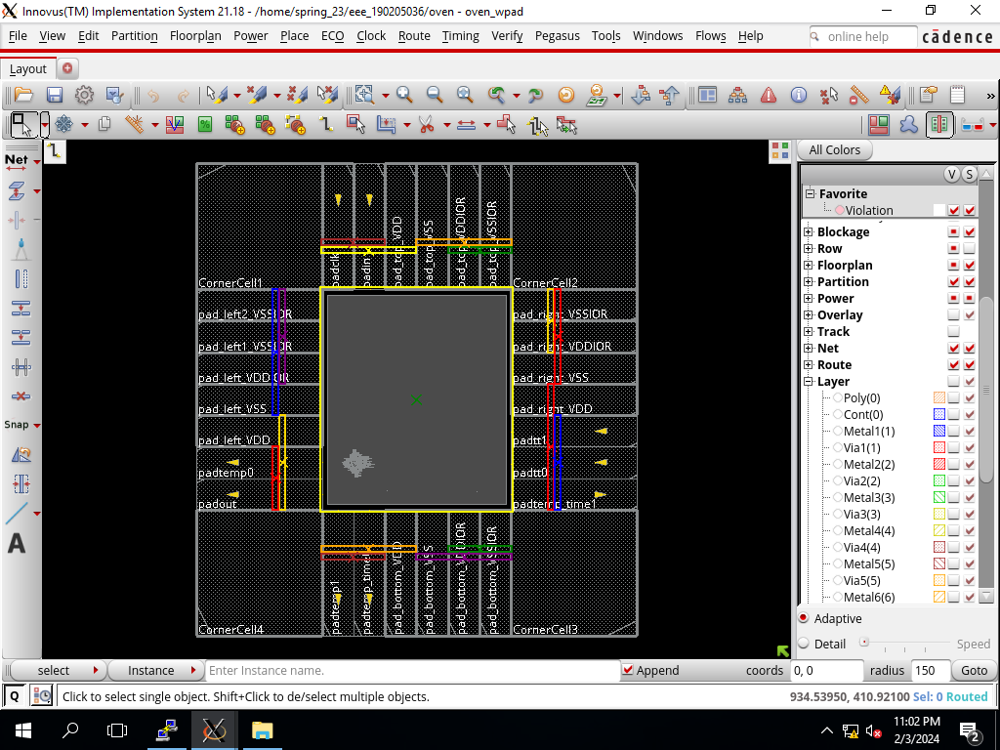 Innovus(TM) Implementation System 21.18 - /home/spring_23/eee_190205036/oven - oven_wpad
File View Edit Partition Floorplan Power Place ECO Clock Route Timing Verify Pegasus Tools Windows Flows Help
online help
cādence
Layout
»
Net
Snap
A
padclk
padin
pad_top_VDD
pad_top_VSS
pad_top_VDDIOR
pad_top_VSSIOR
CornerCell1
CornerCell2
pad_left2_VSSIOR
pad_right_VSSIOR
pad_left1_VSSIOR
pad_right_VDDIOR
pad_left_VDDIOR
pad_right_VSS
pad_left_VSS
pad_right_VDD
pad_left_VDD
padtt1
padtemp0
padtt0
padout
padtemp_time1
padtemp1
pad_bottom_VDD
pad_bottom_VSS
pad_bottom_VDDIOR
pad_bottom_VSSIOR
CornerCell4
CornerCell3
All Colors
V S
Favorite
Violation
Blockage
Row
Floorplan
Partition
Power
Overlay
Track
Net
Route
Layer
Poly(0)
Cont(0)
Metal1(1)
Via1(1)
Metal2(2)
Via2(2)
Metal3(3)
Via3(3)
Metal4(4)
Via4(4)
Metal5(5)
Via5(5)
Metal6(6)
Adaptive
Detail Speed
select Instance Enter Instance name. Append coords 0, 0 radius 150 Goto
Q Click to select single object. Shift+Click to de/select multiple objects. 934.53950, 410.92100 Sel: 0 Routed
11:02 PM
2/3/2024
2